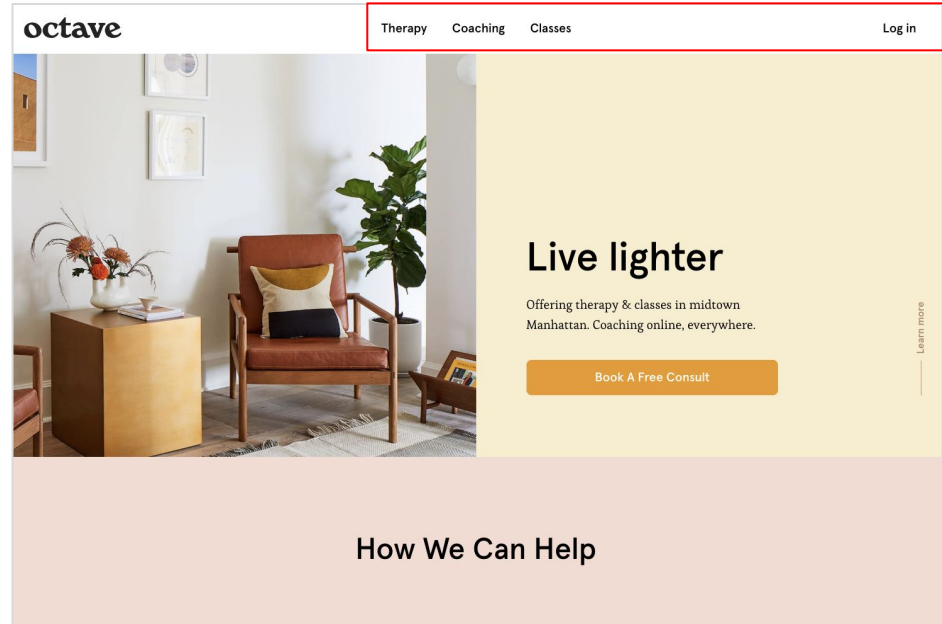 octave
Therapy Coaching Classes Log in
Live lighter
Offering therapy & classes in midtown
Manhattan. Coaching online, everywhere.
Book A Free Consult
Learn more
How We Can Help